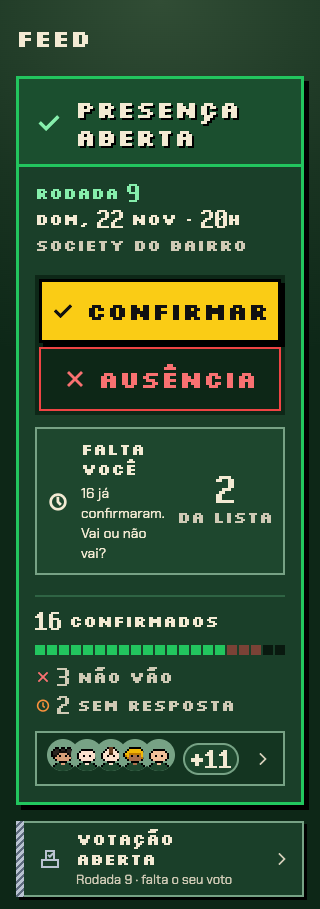 FEED
PRESENÇA
ABERTA
RODADA 9
DOM, 22 NOV · 20H
SOCIETY DO BAIRRO
CONFIRMAR
AUSÊNCIA
FALTA
VOCÊ
16 já
confirmaram.
Vai ou não
vai?
2
DA LISTA
16 CONFIRMADOS
3 NÃO VÃO
2 SEM RESPOSTA
+11
VOTAÇÃO
ABERTA
Rodada 9 · falta o seu voto